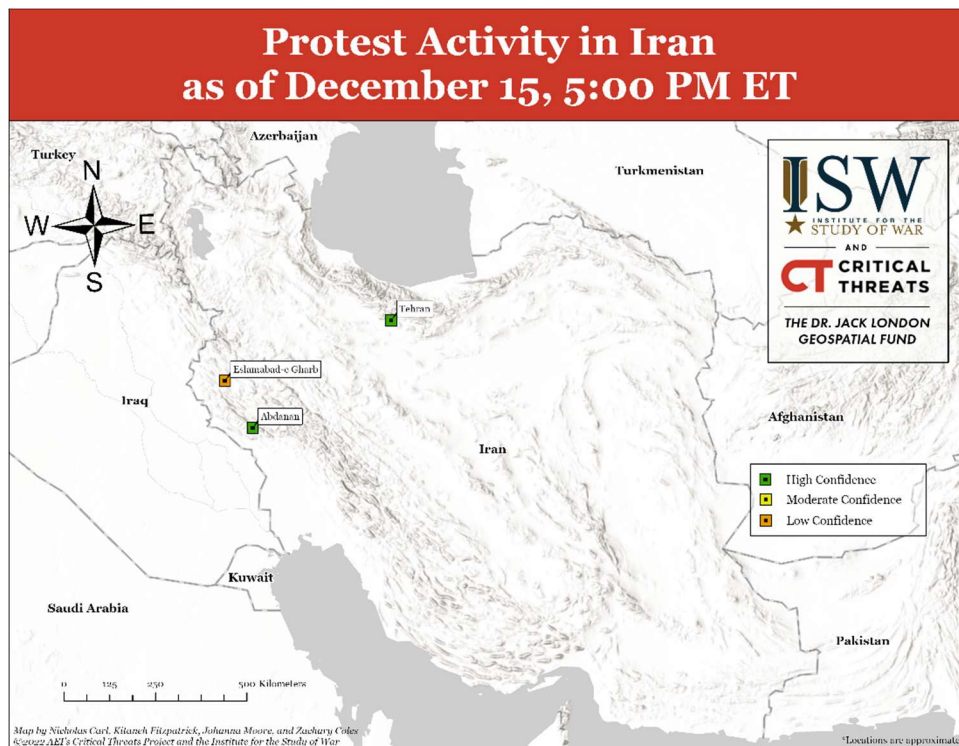 Protest Activity in Iran
as of December 15, 5:00 PM ET
Azerbaijan
Turkey
Turkmenistan
N
W E
S
ISW
INSTITUTE FOR THE
STUDY OF WAR
AND
CT CRITICAL
THREATS
THE DR. JACK LONDON
GEOSPATIAL FUND
Tehran
Eslamabad-e Gharb
Iraq
Abdanan
Afghanistan
Iran
High Confidence
Moderate Confidence
Low Confidence
Kuwait
Saudi Arabia
Pakistan
0 125 250 500 Kilometers
Map by Nicholas Carl, Kitaneh Fitzpatrick, Johanna Moore, and Zachary Coles
©2022 AEI's Critical Threats Project and the Institute for the Study of War
*Locations are approximate